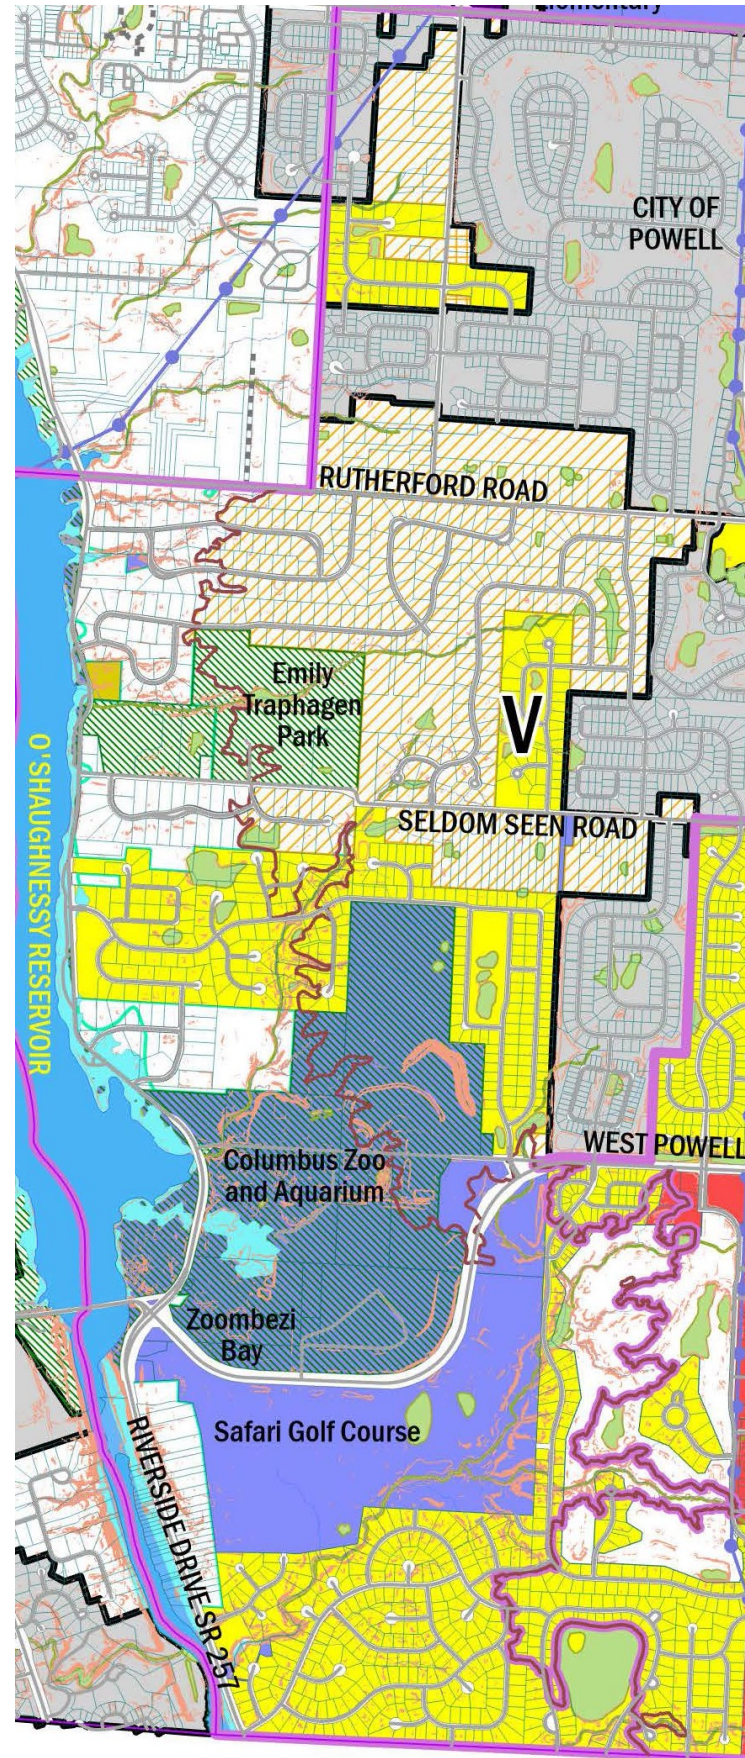 Elementary
CITY OF
POWELL
RUTHERFORD ROAD
Emily
Traphagen
Park
V
SELDOM SEEN ROAD
O'SHAUGHNESSY RESERVOIR
WEST POWELL
Columbus Zoo
and Aquarium
Zoombezi
Bay
Safari Golf Course
RIVERSIDE DRIVE SR 257